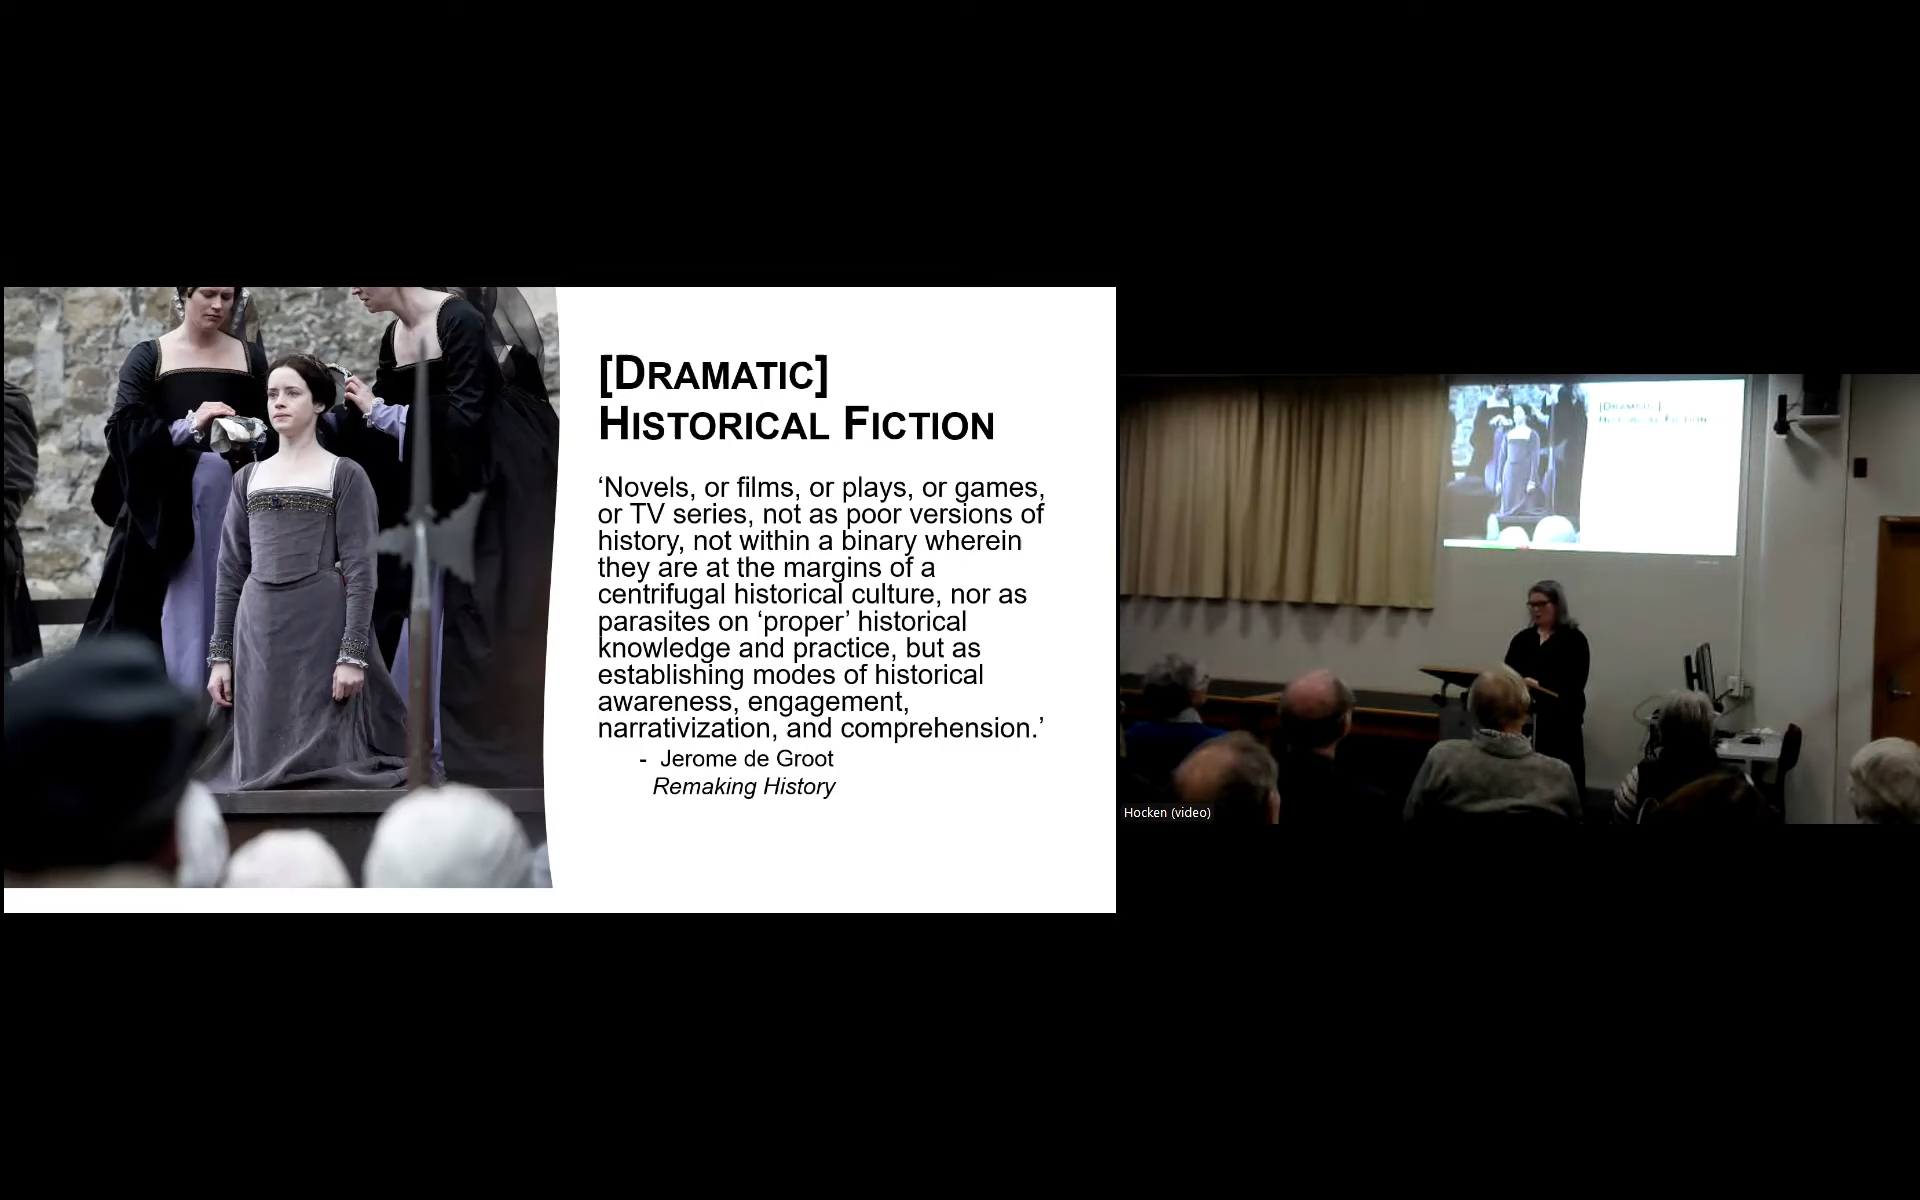 [DRAMATIC]
HISTORICAL FICTION
‘Novels, or films, or plays, or games,
or TV series, not as poor versions of
history, not within a binary wherein
they are at the margins of a
centrifugal historical culture, nor as
parasites on ‘proper’ historical
knowledge and practice, but as
establishing modes of historical
awareness, engagement,
narrativization, and comprehension.’
- Jerome de Groot
Remaking History
[DRAMATIC]
HISTORICAL FICTION
Hocken (video)